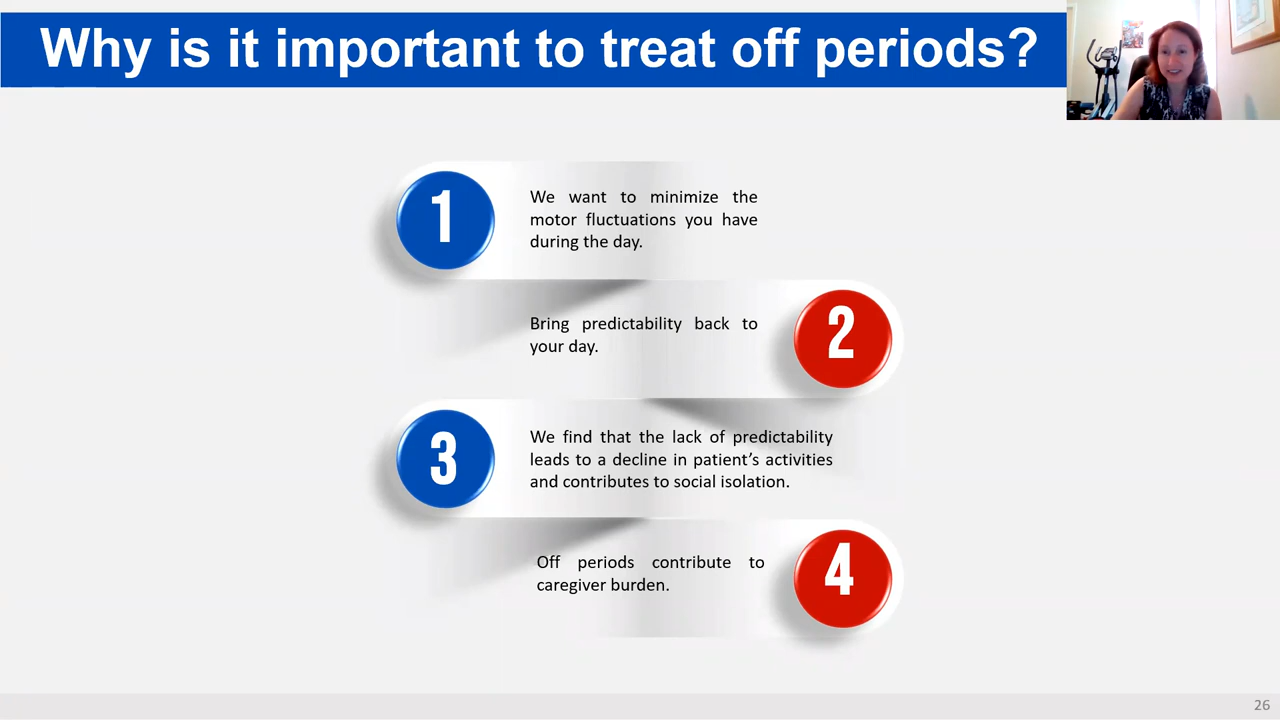 Why is it important to treat off periods?
1
We want to minimize the
motor fluctuations you have
during the day.
Bring predictability back to
your day.
2
3
We find that the lack of predictability
leads to a decline in patient’s activities
and contributes to social isolation.
Off periods contribute to
caregiver burden.
4
26